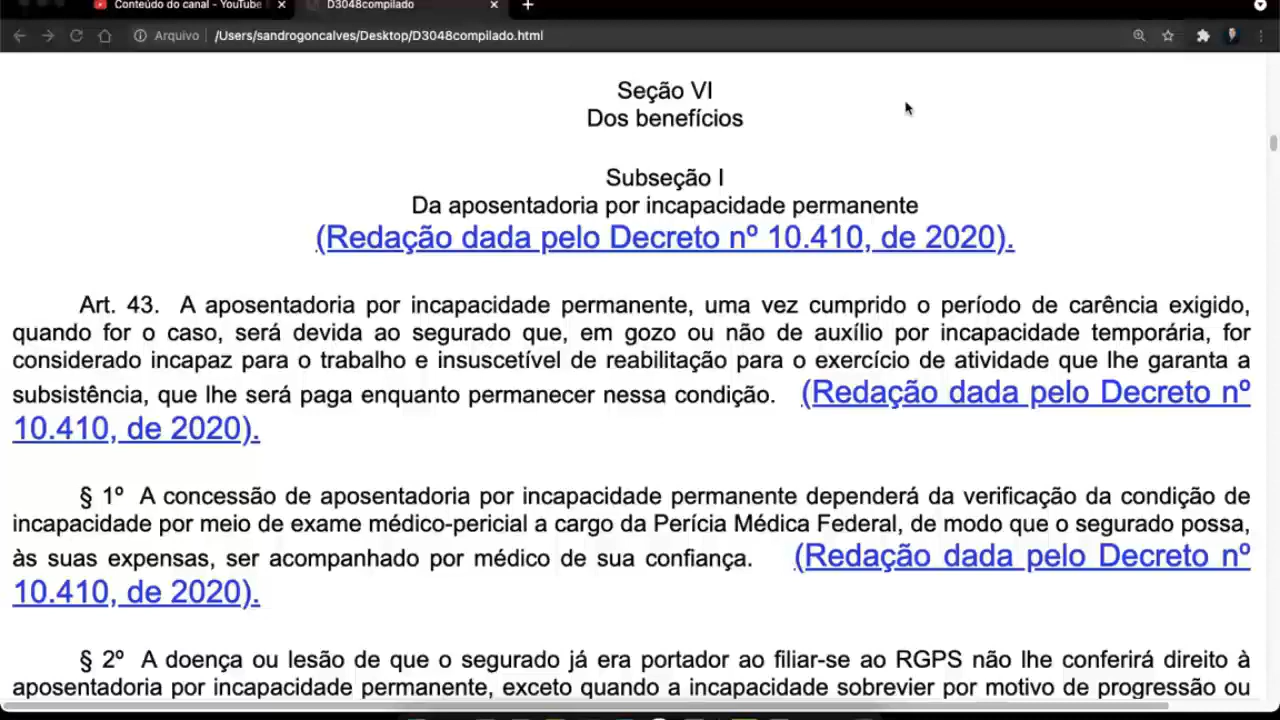 Conteúdo do canal - YouTube
D3048compilado
Arquivo /Users/sandrogoncalves/Desktop/D3048compilado.html
Seção VI
Dos benefícios
Subseção I
Da aposentadoria por incapacidade permanente
(Redação dada pelo Decreto nº 10.410, de 2020).
Art. 43. A aposentadoria por incapacidade permanente, uma vez cumprido o período de carência exigido,
quando for o caso, será devida ao segurado que, em gozo ou não de auxílio por incapacidade temporária, for
considerado incapaz para o trabalho e insuscetível de reabilitação para o exercício de atividade que lhe garanta a
subsistência, que lhe será paga enquanto permanecer nessa condição. (Redação dada pelo Decreto nº
10.410, de 2020).
§ 1º A concessão de aposentadoria por incapacidade permanente dependerá da verificação da condição de
incapacidade por meio de exame médico-pericial a cargo da Perícia Médica Federal, de modo que o segurado possa,
às suas expensas, ser acompanhado por médico de sua confiança. (Redação dada pelo Decreto nº
10.410, de 2020).
§ 2º A doença ou lesão de que o segurado já era portador ao filiar-se ao RGPS não lhe conferirá direito à
aposentadoria por incapacidade permanente, exceto quando a incapacidade sobrevier por motivo de progressão ou